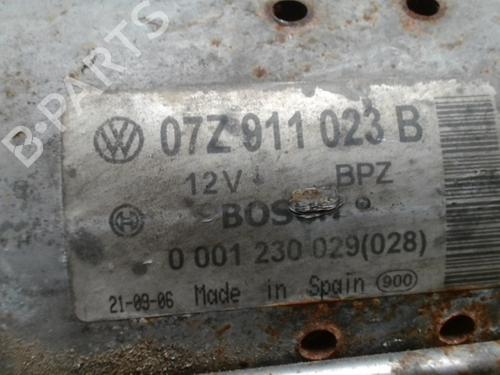 B-PARTS
07Z 911 023 B
12V BPZ
BOSCH
0 001 230 029(028)
21-09-06 Made in Spain 900